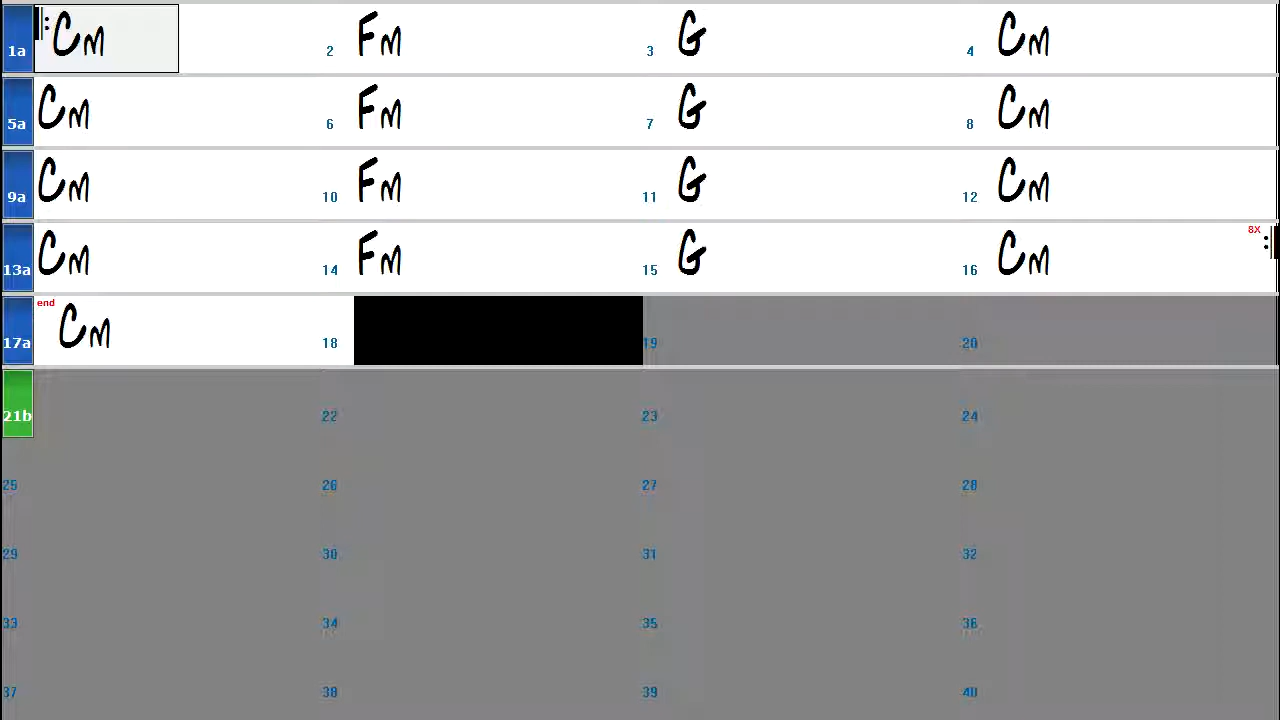 1a Cm 2 Fm 3 G 4 Cm
5a Cm 6 Fm 7 G 8 Cm
9a Cm 10 Fm 11 G 12 Cm
13a Cm 14 Fm 15 G 16 Cm 8X
17a end Cm 18 19 20
21b 22 23 24
25 26 27 28
29 30 31 32
33 34 35 36
37 38 39 40